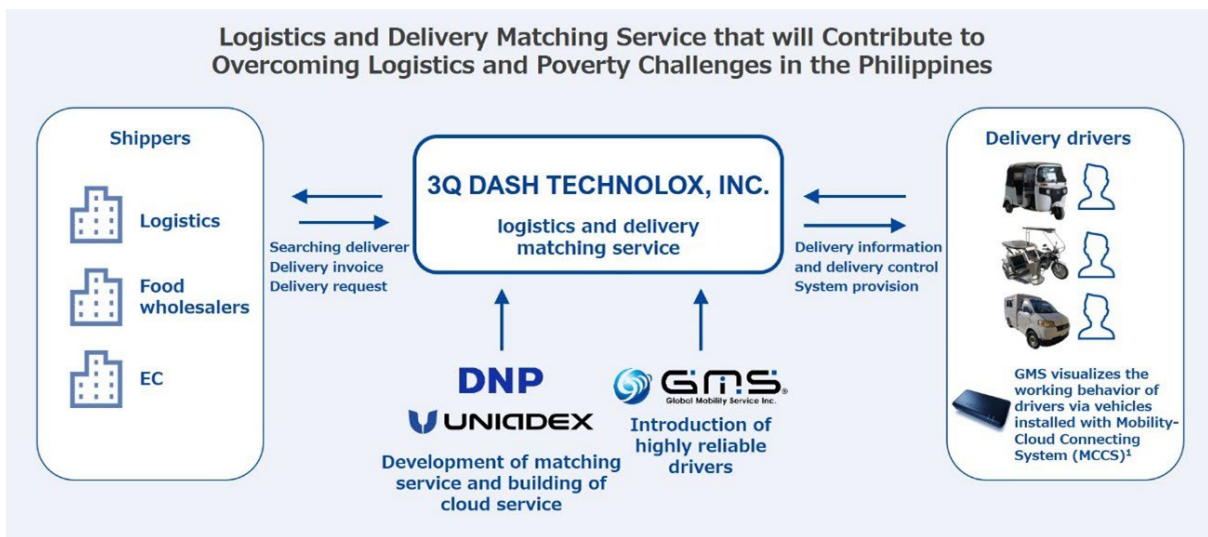 Logistics and Delivery Matching Service that will Contribute to
Overcoming Logistics and Poverty Challenges in the Philippines
Shippers
Logistics
Food
wholesalers
EC
Searching deliverer
Delivery invoice
Delivery request
3Q DASH TECHNOLOX, INC.
logistics and delivery
matching service
Delivery information
and delivery control
System provision
DNP
UNIADEX
Development of matching
service and building of
cloud service
GMS®
Global Mobility Service Inc.
Introduction of
highly reliable
drivers
Delivery drivers
GMS visualizes the
working behavior of
drivers via vehicles
installed with Mobility-
Cloud Connecting
System (MCCS)¹